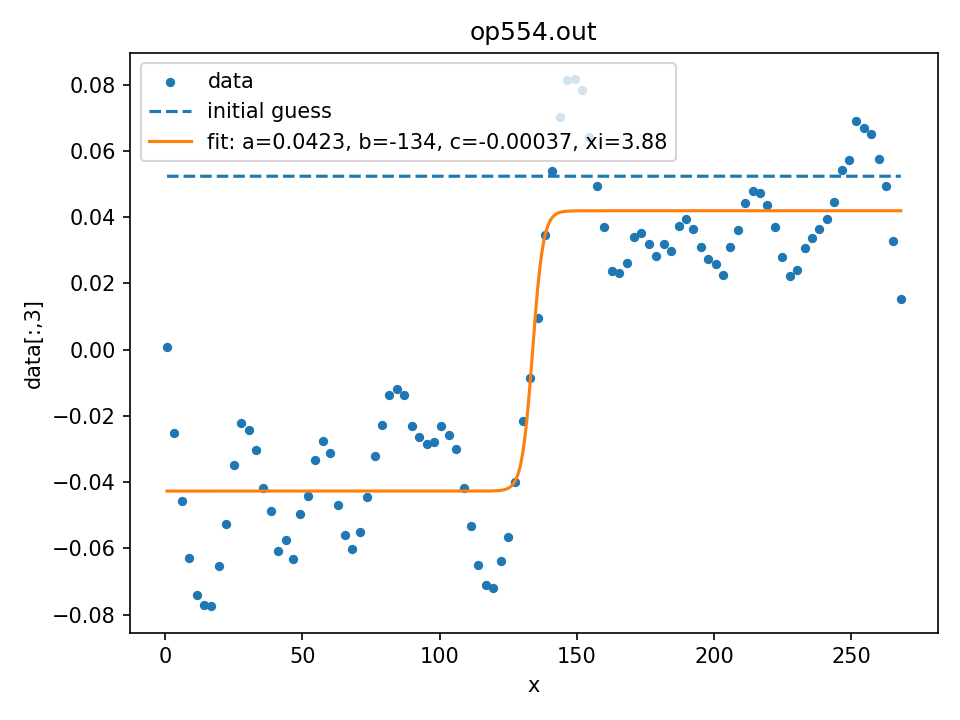 op554.out
data
initial guess
fit: a=0.0423, b=-134, c=-0.00037, xi=3.88
0.08
0.06
0.04
0.02
0.00
−0.02
−0.04
−0.06
−0.08
data[:,3]
0 50 100 150 200 250
x